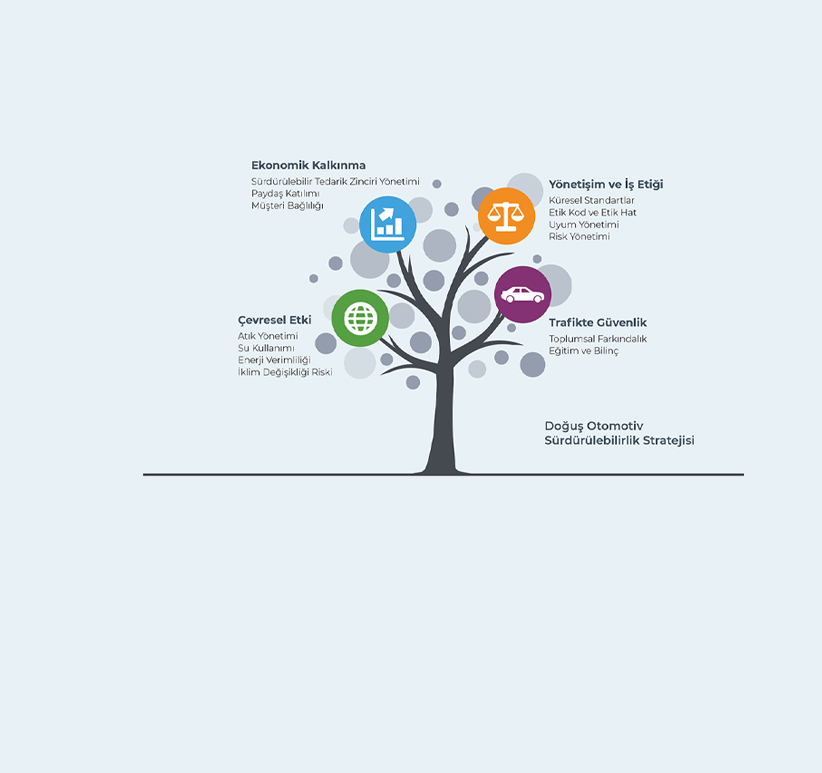 Ekonomik Kalkınma
Sürdürülebilir Tedarik Zinciri Yönetimi
Paydaş Katılımı
Müşteri Bağlılığı
Yönetişim ve İş Etiği
Küresel Standartlar
Etik Kod ve Etik Hat
Uyum Yönetimi
Risk Yönetimi
Çevresel Etki
Atık Yönetimi
Su Kullanımı
Enerji Verimliliği
İklim Değişikliği Riski
Trafikte Güvenlik
Toplumsal Farkındalık
Eğitim ve Bilinç
Doğuş Otomotiv
Sürdürülebilirlik Stratejisi